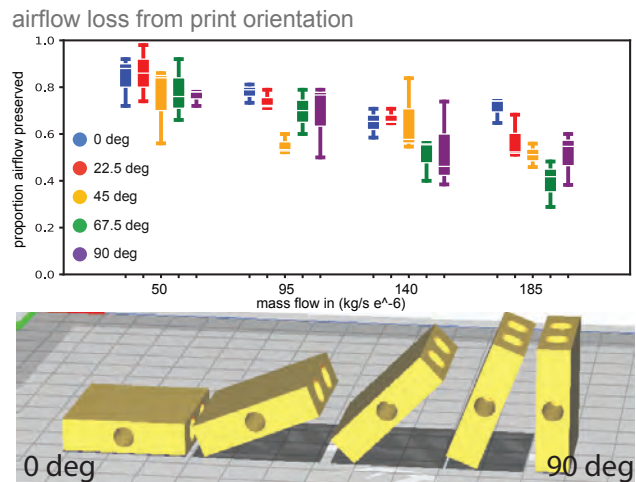 airflow loss from print orientation
proportion airflow preserved
1.0
0.8
0.6
0.4
0.2
0.0
0 deg
22.5 deg
45 deg
67.5 deg
90 deg
50
95
140
185
mass flow in (kg/s e^-6)
0 deg
90 deg